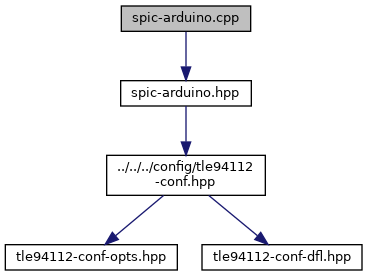 spic-arduino.cpp
spic-arduino.hpp
../../../config/tle94112
-conf.hpp
tle94112-conf-opts.hpp
tle94112-conf-dfl.hpp